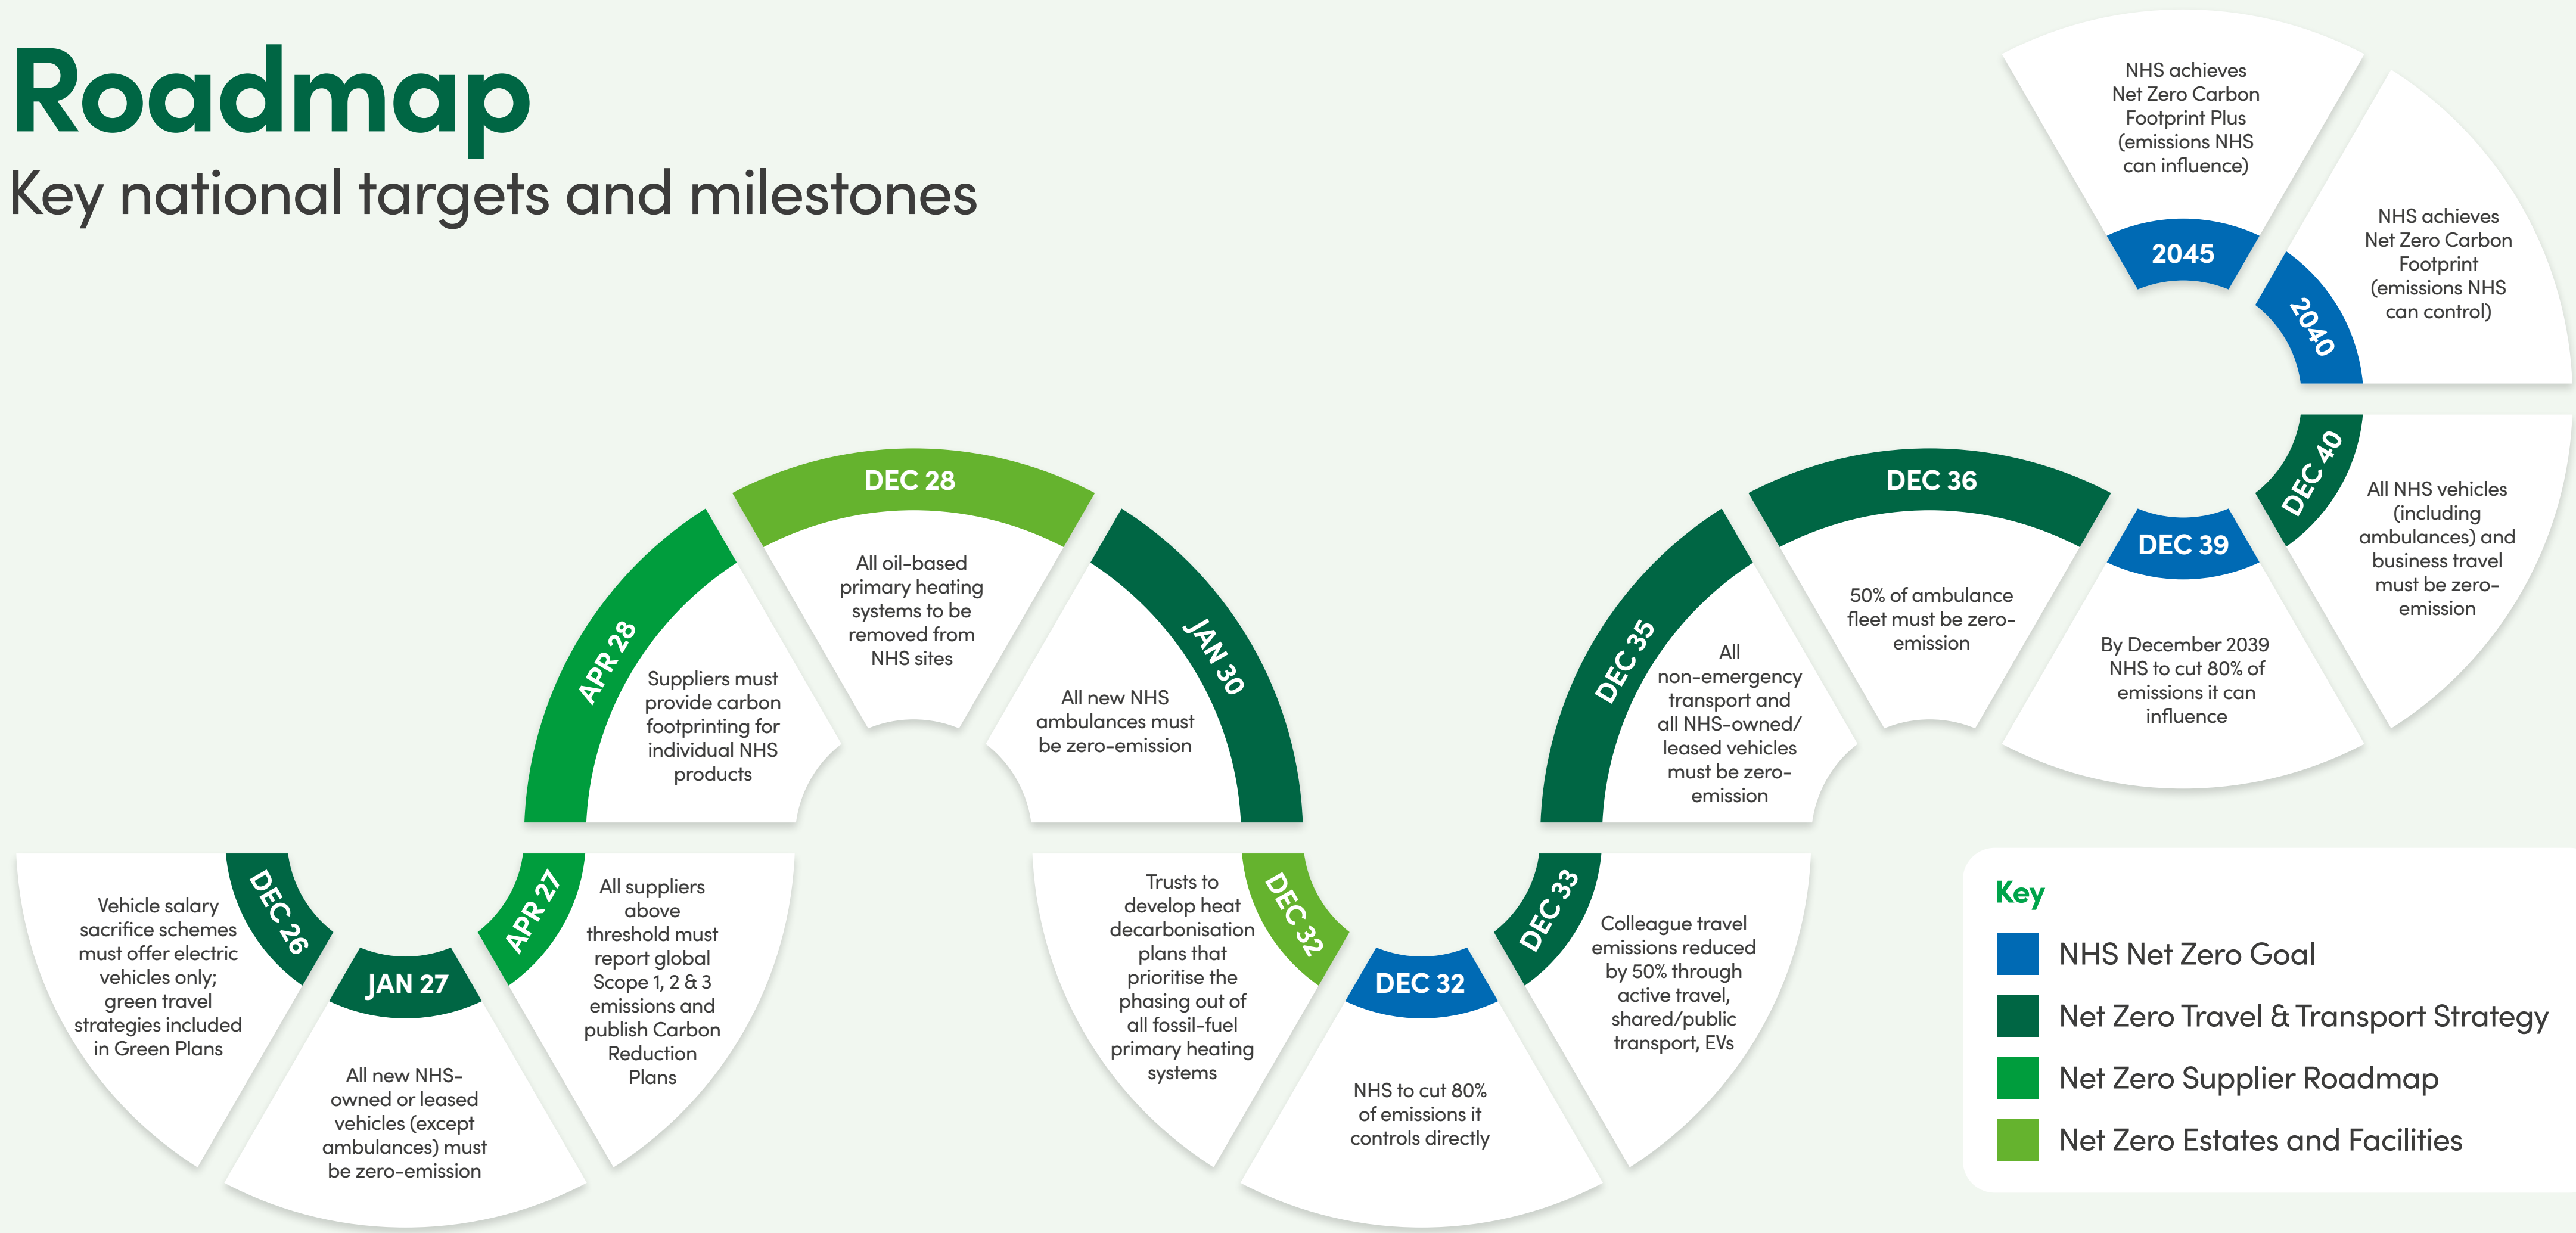 Roadmap
Key national targets and milestones
DEC 26
Vehicle salary
sacrifice schemes
must offer electric
vehicles only;
green travel
strategies included
in Green Plans
JAN 27
All new NHS-
owned or leased
vehicles (except
ambulances) must
be zero-emission
APR 27
All suppliers
above
threshold must
report global
Scope 1, 2 & 3
emissions and
publish Carbon
Reduction
Plans
APR 28
Suppliers must
provide carbon
footprinting for
individual NHS
products
DEC 28
All oil-based
primary heating
systems to be
removed from
NHS sites
JAN 30
All new NHS
ambulances must
be zero-emission
DEC 32
Trusts to
develop heat
decarbonisation
plans that
prioritise the
phasing out of
all fossil-fuel
primary heating
systems
DEC 32
NHS to cut 80%
of emissions it
controls directly
DEC 33
Colleague travel
emissions reduced
by 50% through
active travel,
shared/public
transport, EVs
DEC 35
All
non-emergency
transport and
all NHS-owned/
leased vehicles
must be zero-
emission
DEC 36
50% of ambulance
fleet must be zero-
emission
DEC 39
By December 2039
NHS to cut 80% of
emissions it can
influence
DEC 40
All NHS vehicles
(including
ambulances) and
business travel
must be zero-
emission
2040
NHS achieves
Net Zero Carbon
Footprint
(emissions NHS
can control)
2045
NHS achieves
Net Zero Carbon
Footprint Plus
(emissions NHS
can influence)
Key
NHS Net Zero Goal
Net Zero Travel & Transport Strategy
Net Zero Supplier Roadmap
Net Zero Estates and Facilities